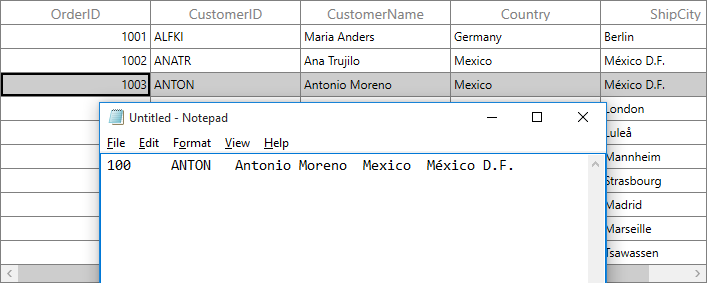 OrderID CustomerID CustomerName Country ShipCity
1001 ALFKI Maria Anders Germany Berlin
1002 ANATR Ana Trujilo Mexico México D.F.
1003 ANTON Antonio Moreno Mexico México D.F.
London
Untitled - Notepad
Luleå
File Edit Format View Help
Mannheim
100 ANTON Antonio Moreno Mexico México D.F.
Strasbourg
Madrid
Marseille
Tsawassen